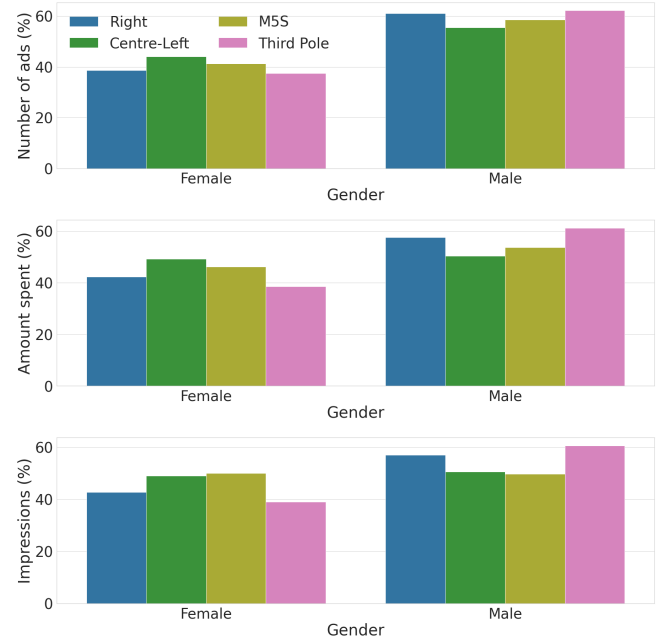 Number of ads (%)
60
40
20
0
Right
Centre-Left
M5S
Third Pole
Female
Male
Gender
Amount spent (%)
60
40
20
0
Female
Male
Gender
Impressions (%)
60
40
20
0
Female
Male
Gender